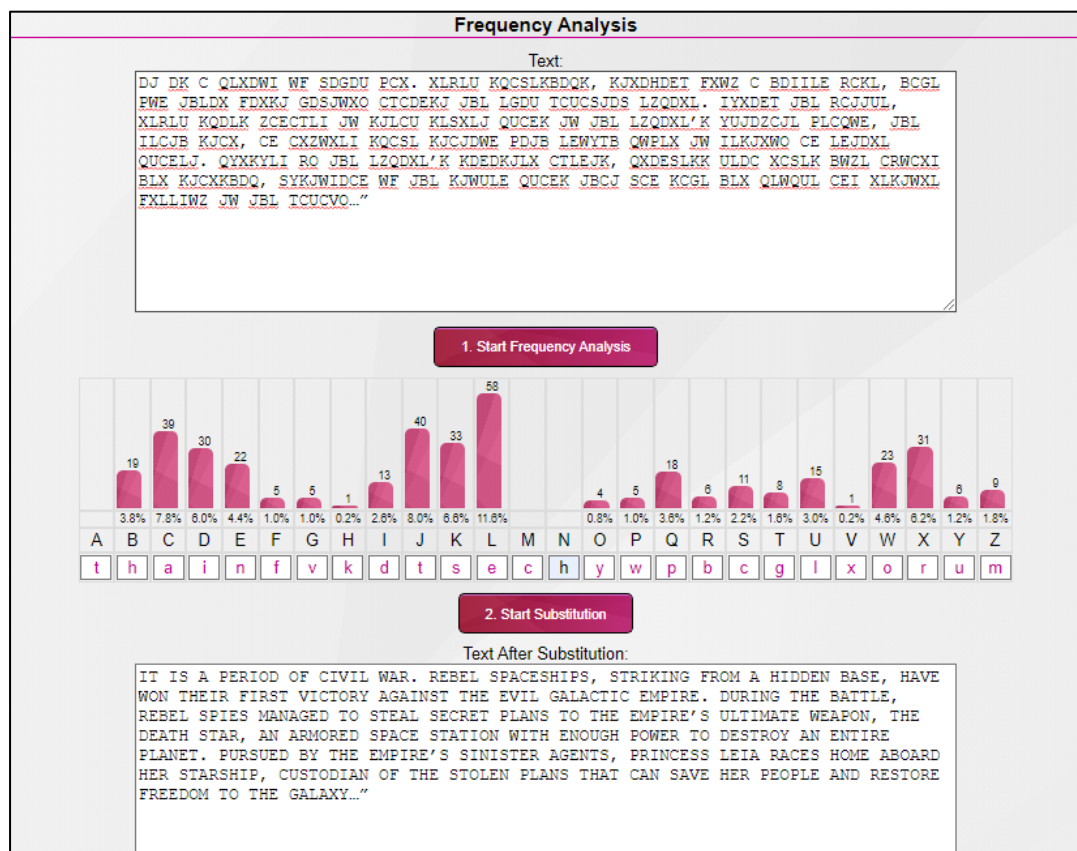 Frequency Analysis
Text:
DJ DK C QLXDWI WF SDGDU PCX. XLRLU KQCSLKBDQK, KJXDHDET FXWZ C BDIILE RCKL, BCGL
PWE JBLDX FDXKJ GDSJWXO CTCDEKJ JBL LGDU TCUCSJDS LZQDXL. IYXDET JBL RCJJUL,
XLRLU KQDLK ZCECTLI JW KJLCU KLSXLJ QUCEK JW JBL LZQDXL’K YUJDZCJL PLCQWE, JBL
ILCJB KJCX, CE CXZWXLI KQCSL KJCJDWE PDJB LEWYTB QWPLX JW ILKJXWO CE LEJDXL
QUCELJ. QYXKYLI RO JBL LZQDXL’K KDEDKJLX CTLEJK, QXDESLKK ULDC XCSLK BWZL CRWCXI
BLX KJCXKBDQ, SYKJWIDCE WF JBL KJWULE QUCEK JBCJ SCE KCGL BLX QLWQUL CEI XLKJWXL
FXLLIWZ JW JBL TCUCVO…”
1. Start Frequency Analysis
19 39 30 22 5 5 1 13 40 33 58 4 5 18 6 11 8 15 1 23 31 6 9
3.8% 7.8% 6.0% 4.4% 1.0% 1.0% 0.2% 2.6% 8.0% 6.6% 11.6% 0.8% 1.0% 3.6% 1.2% 2.2% 1.6% 3.0% 0.2% 4.6% 6.2% 1.2% 1.8%
A B C D E F G H I J K L M N O P Q R S T U V W X Y Z
t h a i n f v k d t s e c h y w p b c g l x o r u m
2. Start Substitution
Text After Substitution:
IT IS A PERIOD OF CIVIL WAR. REBEL SPACESHIPS, STRIKING FROM A HIDDEN BASE, HAVE
WON THEIR FIRST VICTORY AGAINST THE EVIL GALACTIC EMPIRE. DURING THE BATTLE,
REBEL SPIES MANAGED TO STEAL SECRET PLANS TO THE EMPIRE’S ULTIMATE WEAPON, THE
DEATH STAR, AN ARMORED SPACE STATION WITH ENOUGH POWER TO DESTROY AN ENTIRE
PLANET. PURSUED BY THE EMPIRE’S SINISTER AGENTS, PRINCESS LEIA RACES HOME ABOARD
HER STARSHIP, CUSTODIAN OF THE STOLEN PLANS THAT CAN SAVE HER PEOPLE AND RESTORE
FREEDOM TO THE GALAXY…”